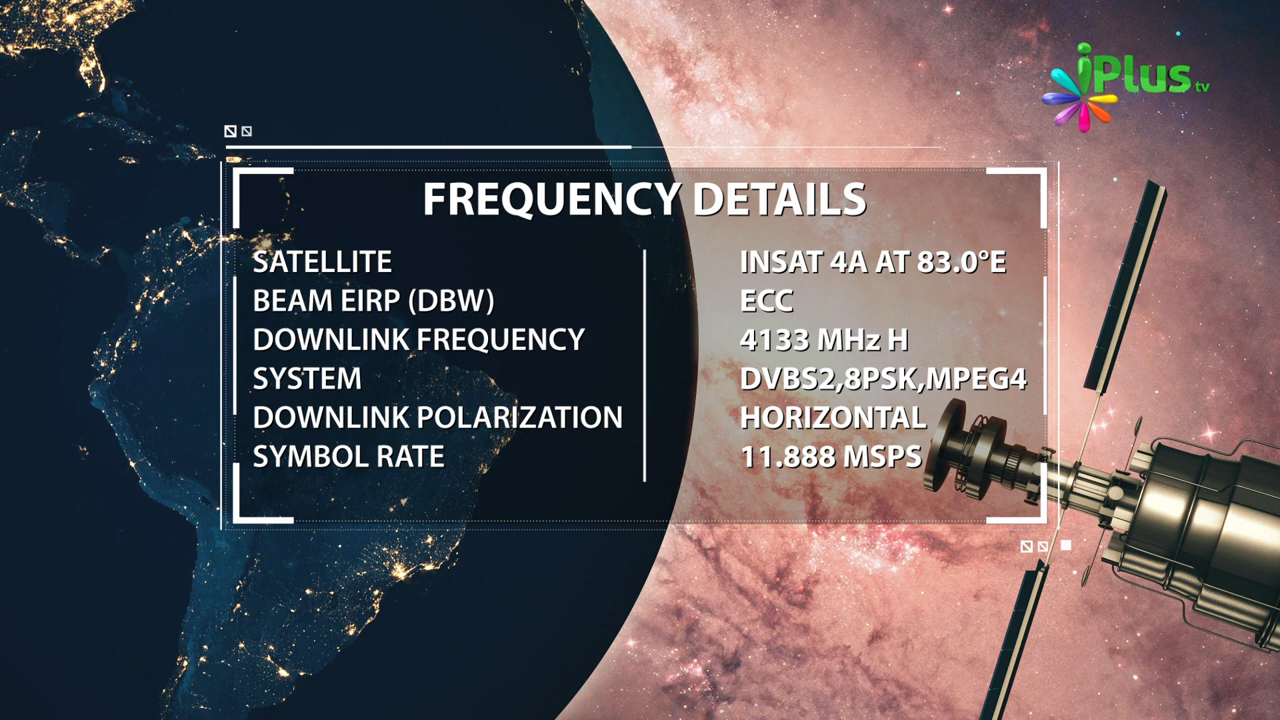 iPlus tv
FREQUENCY DETAILS
SATELLITE INSAT 4A AT 83.0°E
BEAM EIRP (DBW) ECC
DOWNLINK FREQUENCY 4133 MHz H
SYSTEM DVBS2,8PSK,MPEG4
DOWNLINK POLARIZATION HORIZONTAL
SYMBOL RATE 11.888 MSPS